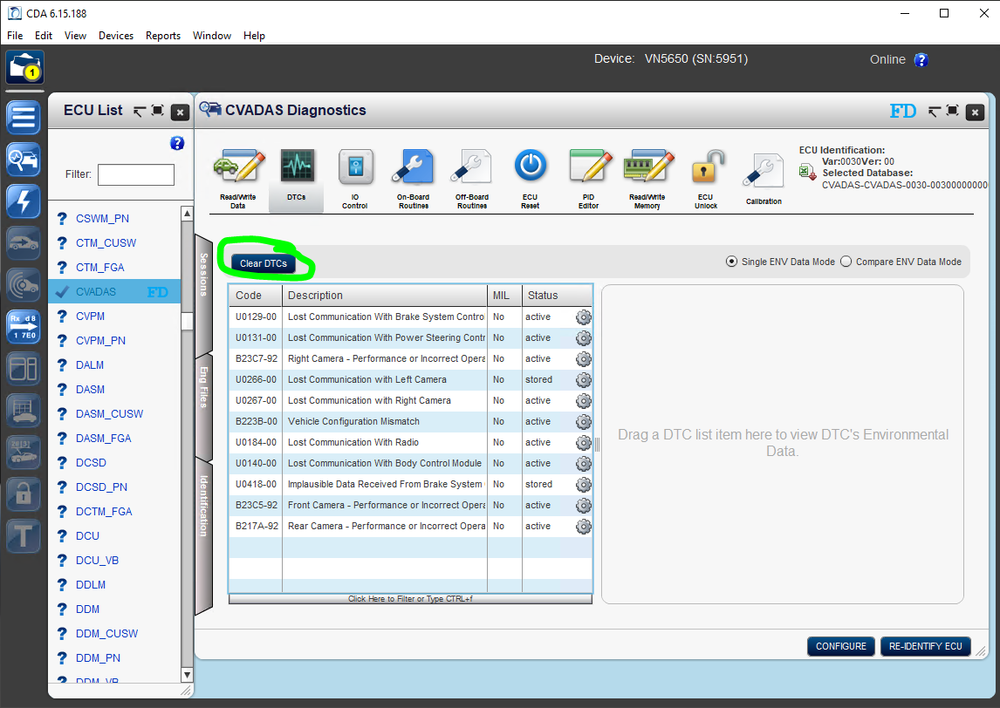 CDA 6.15.188
File Edit View Devices Reports Window Help
1
Device: VN5650 (SN:5951)
Online ?
ECU List
?
Filter:
? CSWM_PN
? CTM_CUSW
? CTM_FGA
CVADAS FD
? CVPM
? CVPM_PN
? DALM
? DASM
? DASM_CUSW
? DASM_FGA
? DCSD
? DCSD_PN
? DCTM_FGA
? DCU
? DCU_VB
? DDLM
? DDM
? DDM_CUSW
? DDM_PN
? DDM_VB
Rx d8
1 7E0
T
CVADAS Diagnostics
FD
Read/Write
Data
DTCs
IO
Control
On-Board
Routines
Off-Board
Routines
ECU
Reset
PID
Editor
Read/Write
Memory
ECU
Unlock
Calibration
ECU Identification:
Var:0030Ver: 00
Selected Database:
CVADAS-CVADAS-0030-00300000000
Sessions
Eng Files
Identification
Clear DTCs
Single ENV Data Mode Compare ENV Data Mode
Code Description MIL Status
U0129-00 Lost Communication With Brake System Contro No active
U0131-00 Lost Communication With Power Steering Contr No active
B23C7-92 Right Camera - Performance or Incorrect Opera No active
U0266-00 Lost Communication with Left Camera No stored
U0267-00 Lost Communication with Right Camera No active
B223B-00 Vehicle Configuration Mismatch No active
U0184-00 Lost Communication With Radio No active
U0140-00 Lost Communication With Body Control Module No active
U0418-00 Implausible Data Received From Brake System No stored
B23C5-92 Front Camera - Performance or Incorrect Opera No active
B217A-92 Rear Camera - Performance or Incorrect Opera No active
Click Here to Filter or Type CTRL+f
Drag a DTC list item here to view DTC's Environmental
Data.
CONFIGURE
RE-IDENTIFY ECU